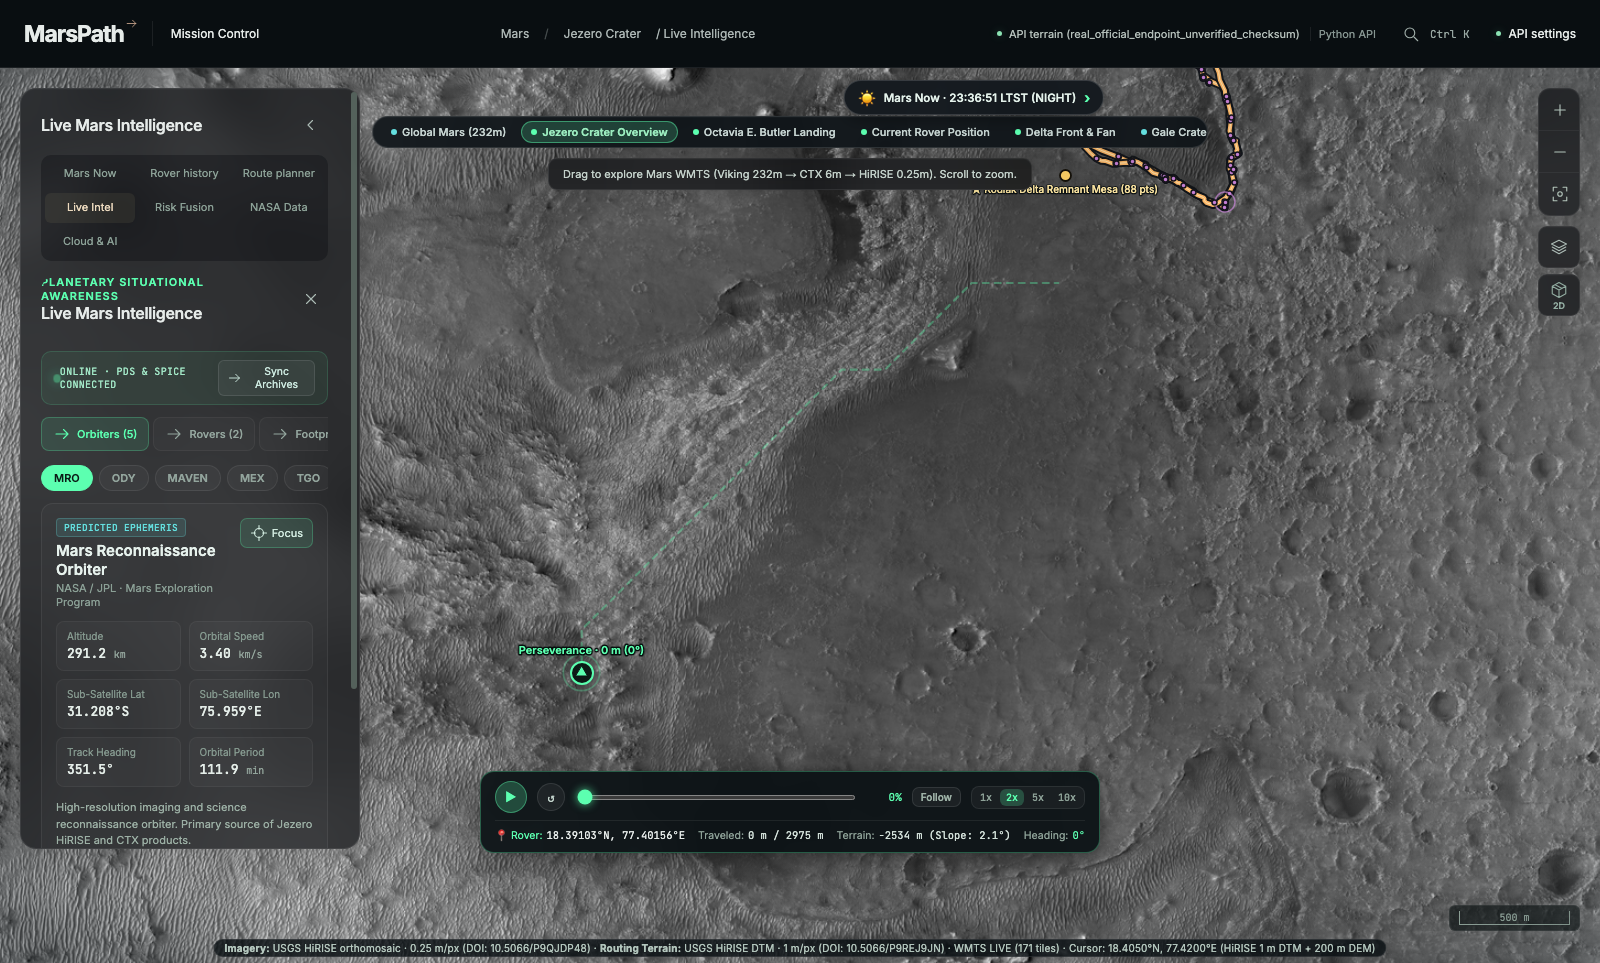 MarsPath
Mission Control
Mars / Jezero Crater / Live Intelligence
API terrain (real_official_endpoint_unverified_checksum)
Python API
Ctrl K
API settings
Live Mars Intelligence
Mars Now
Rover history
Route planner
Live Intel
Risk Fusion
NASA Data
Cloud & AI
PLANETARY SITUATIONAL
AWARENESS
Live Mars Intelligence
ONLINE · PDS & SPICE
CONNECTED
Sync
Archives
Orbiters (5)
Rovers (2)
Footpr
MRO
ODY
MAVEN
MEX
TGO
PREDICTED EPHEMERIS
Focus
Mars Reconnaissance
Orbiter
NASA / JPL · Mars Exploration
Program
Altitude
291.2 km
Orbital Speed
3.40 km/s
Sub-Satellite Lat
31.208°S
Sub-Satellite Lon
75.959°E
Track Heading
351.5°
Orbital Period
111.9 min
High-resolution imaging and science
reconnaissance orbiter. Primary source of Jezero
HiRISE and CTX products.
Mars Now · 23:36:51 LTST (NIGHT)
Global Mars (232m)
Jezero Crater Overview
Octavia E. Butler Landing
Current Rover Position
Delta Front & Fan
Gale Crate
Drag to explore Mars WMTS (Viking 232m → CTX 6m → HiRISE 0.25m). Scroll to zoom.
Kodiak Delta Remnant Mesa (88 pts)
2D
Perseverance · 0 m (0°)
0%
Follow
1x
2x
5x
10x
Rover: 18.39103°N, 77.40156°E
Traveled: 0 m / 2975 m
Terrain: -2534 m (Slope: 2.1°)
Heading: 0°
500 m
Imagery: USGS HiRISE orthomosaic · 0.25 m/px (DOI: 10.5066/P9QJDP48) · Routing Terrain: USGS HiRISE DTM · 1 m/px (DOI: 10.5066/P9REJ9JN) · WMTS LIVE (171 tiles) · Cursor: 18.4050°N, 77.4200°E (HiRISE 1 m DTM + 200 m DEM)